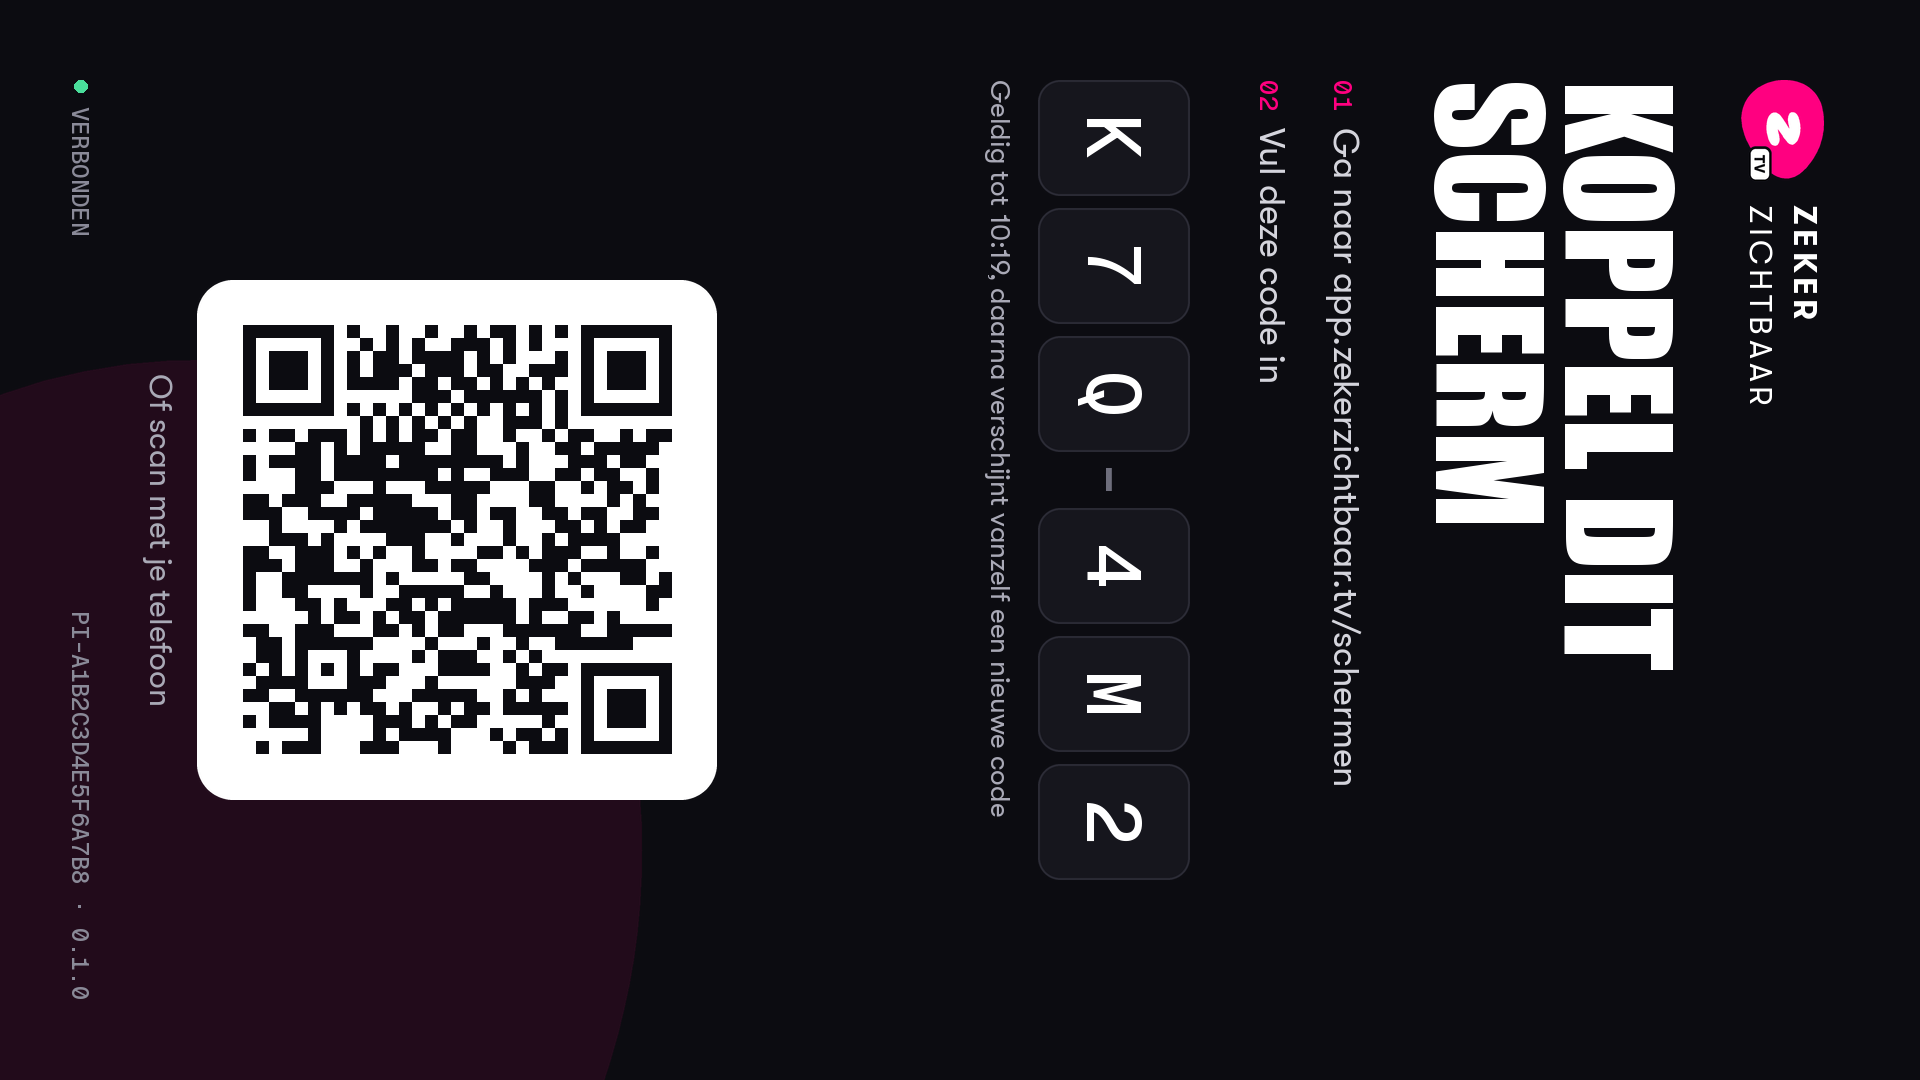 ZEKER
ZICHTBAAR
TV
KOPPEL DIT
SCHERM
01 Ga naar app.zekerzichtbaar.tv/schermen
02 Vul deze code in
K7Q-4M2
Geldig tot 10:19, daarna verschijnt vanzelf een nieuwe code
Of scan met je telefoon
VERBONDEN
PI-A1B2C3D4E5F6A7B8 · 0.1.0